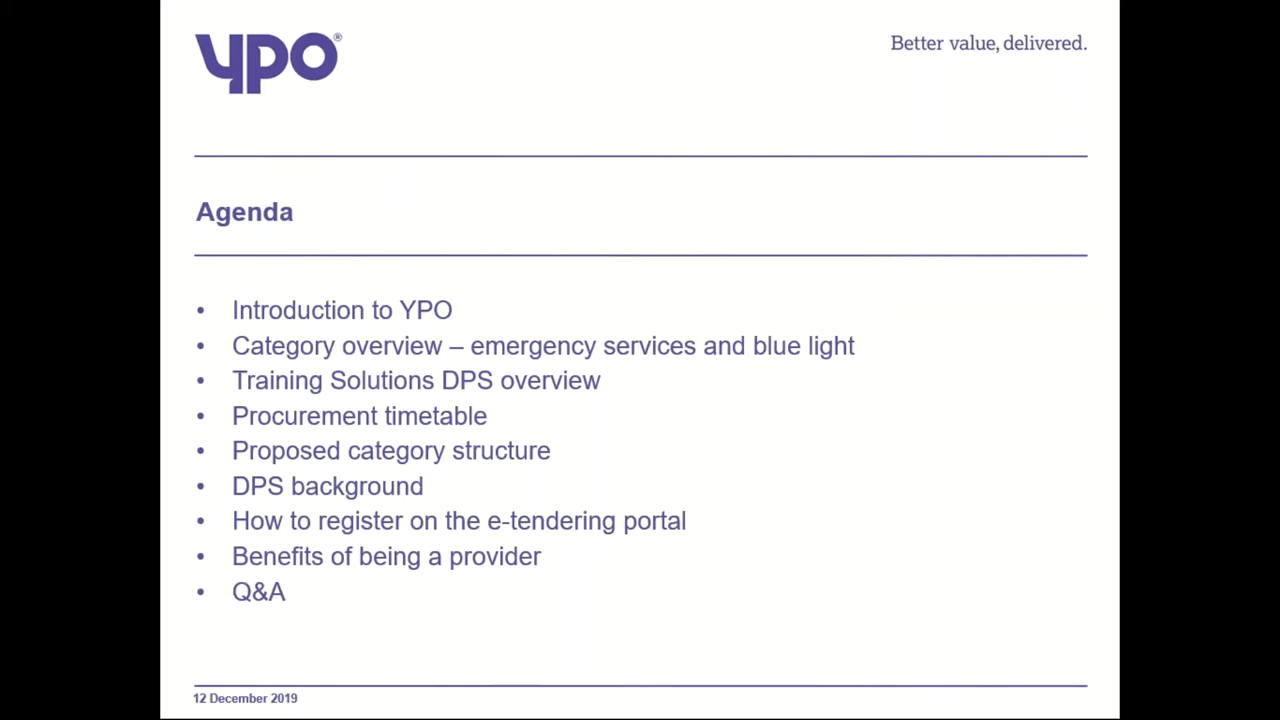 ypo®
Better value, delivered.
Agenda
• Introduction to YPO
• Category overview – emergency services and blue light
• Training Solutions DPS overview
• Procurement timetable
• Proposed category structure
• DPS background
• How to register on the e-tendering portal
• Benefits of being a provider
• Q&A
12 December 2019